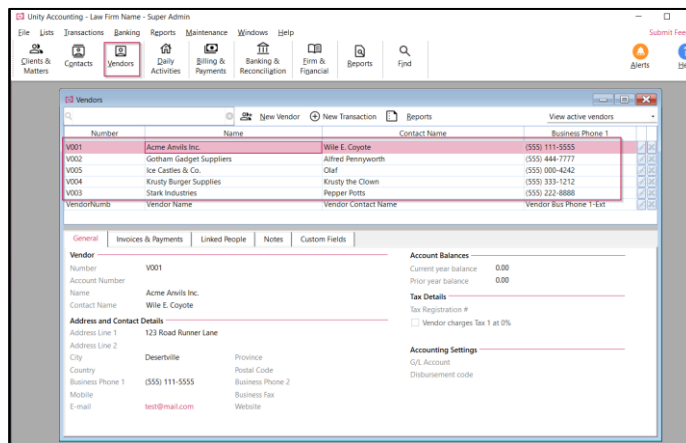 Unity Accounting - Law Firm Name - Super Admin
File Lists Transactions Banking Reports Maintenance Windows Help
Submit Feed
Clients & Matters
Contacts
Vendors
Daily Activities
Billing & Payments
Banking & Reconciliation
Firm & Financial
Reports
Find
Alerts
He
Vendors
New Vendor New Transaction Reports View active vendors
Number Name Contact Name Business Phone 1
V001 Acme Anvils Inc. Wile E. Coyote (555) 111-5555
V002 Gotham Gadget Suppliers Alfred Pennyworth (555) 444-7777
V005 Ice Castles & Co. Olaf (555) 000-4242
V004 Krusty Burger Supplies Krusty the Clown (555) 333-1212
V003 Stark Industries Pepper Potts (555) 222-8888
VendorNumb Vendor Name Vendor Contact Name Vendor Bus Phone 1-Ext
General Invoices & Payments Linked People Notes Custom Fields
Vendor Account Balances
Number V001 Current year balance 0.00
Account Number Prior year balance 0.00
Name Acme Anvils Inc. Tax Details
Contact Name Wile E. Coyote Tax Registration #
Vendor charges Tax 1 at 0%
Address and Contact Details
Address Line 1 123 Road Runner Lane
Address Line 2 Accounting Settings
City Desertville Province G/L Account
Country Postal Code Disbursement code
Business Phone 1 (555) 111-5555 Business Phone 2
Mobile Business Fax
E-mail test@mail.com Website